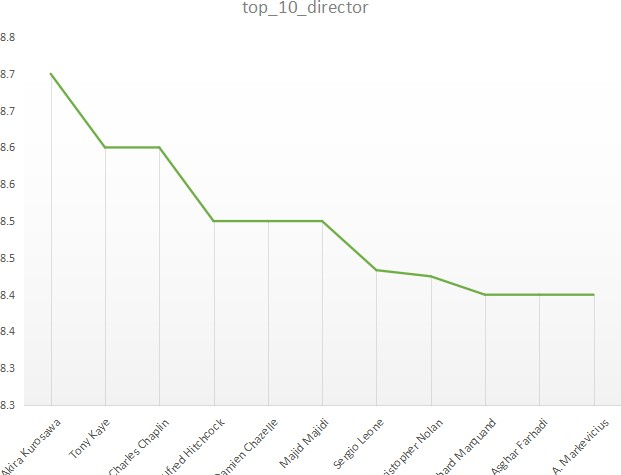 top_10_director
8.8
8.7
8.7
8.6
8.6
8.5
8.5
8.4
8.4
8.3
8.3
Akira Kurosawa
Tony Kaye
Charles Chaplin
lfred Hitchcock
Damien Chazelle
Majid Majidi
Sergio Leone
ristopher Nolan
hard Marquand
Asghar Farhadi
A. Markevicius